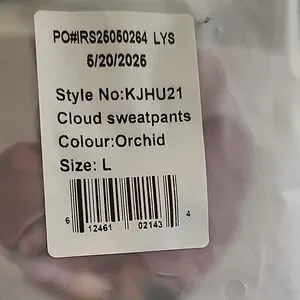 PO#IRS25050264 LYS
5/20/2025
Style No:KJHU21
Cloud sweatpants
Colour:Orchid
Size: L
6 12461 02143 4